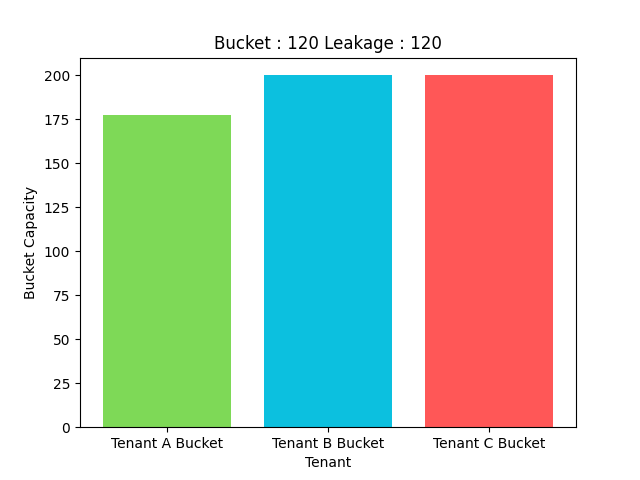 Bucket : 120 Leakage : 120
Bucket Capacity
200
175
150
125
100
75
50
25
0
Tenant A Bucket
Tenant B Bucket
Tenant C Bucket
Tenant